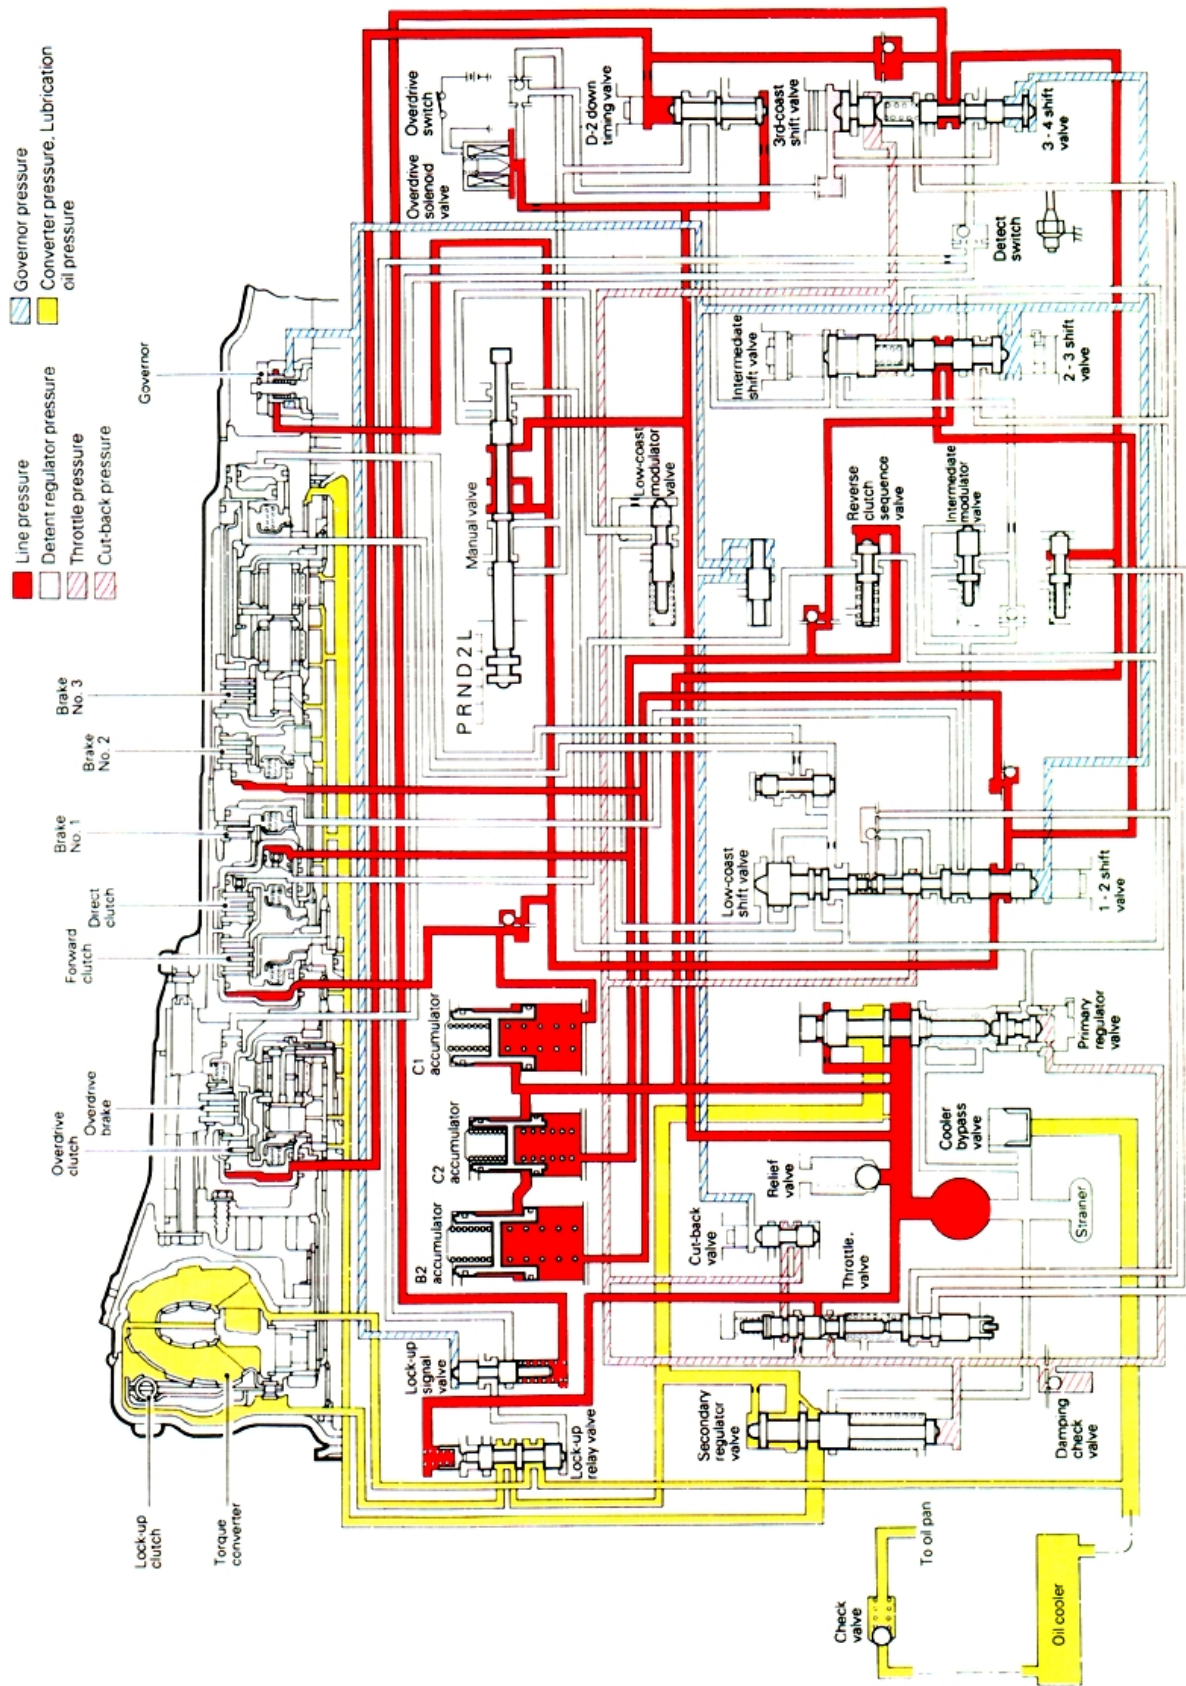 Line pressure
Detent regulator pressure
Throttle pressure
Cut-back pressure
Governor pressure
Converter pressure, Lubrication
oil pressure
Lock-up
clutch
Torque
converter
Overdrive
clutch
Overdrive
brake
Forward
clutch
Direct
clutch
Brake
No. 1
Brake
No. 2
Brake
No. 3
Governor
Lock-up
signal
valve
Lock-up
relay valve
B2
accumulator
C2
accumulator
C1
accumulator
P R N D 2 L
Manual valve
Overdrive
solenoid
valve
Overdrive
switch
D-2 down
timing valve
3rd-coast
shift valve
3 - 4 shift
valve
Detect
switch
Intermediate
shift valve
2 - 3 shift
valve
Low-coast
modulator
valve
Reverse
clutch
sequence
valve
Intermediate
modulator
valve
Low-coast
shift valve
1 - 2 shift
valve
Primary
regulator
valve
Relief
valve
Cooler
bypass
valve
Strainer
Cut-back
valve
Throttle.
valve
Secondary
regulator
valve
Damping
check
valve
Check
valve
To oil pan
Oil cooler